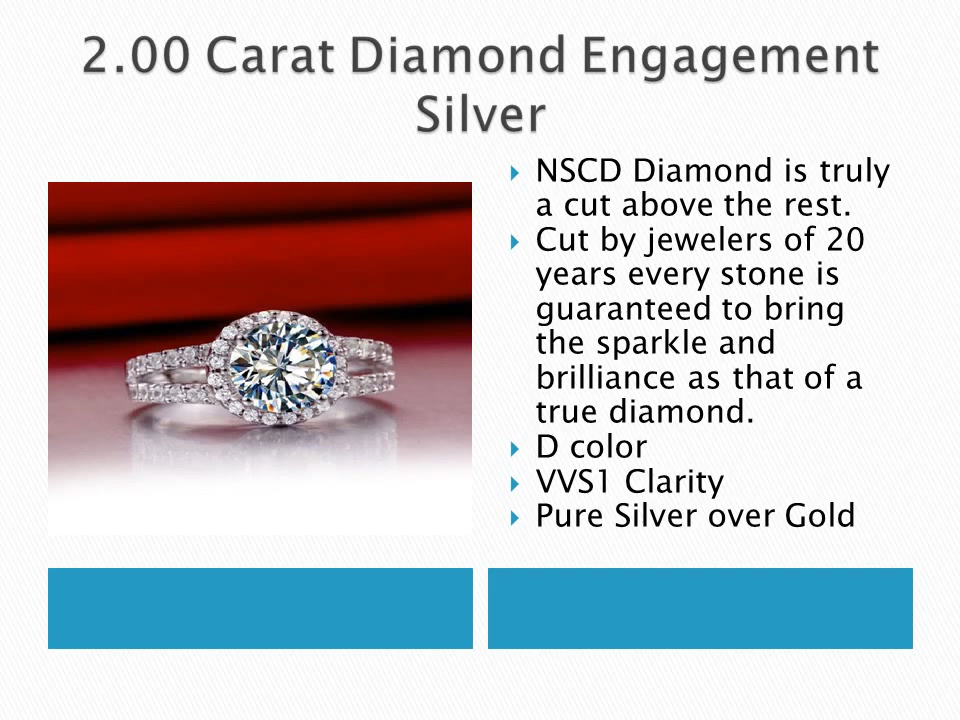 2.00 Carat Diamond Engagement
Silver
NSCD Diamond is truly
a cut above the rest.
Cut by jewelers of 20
years every stone is
guaranteed to bring
the sparkle and
brilliance as that of a
true diamond.
D color
VVS1 Clarity
Pure Silver over Gold